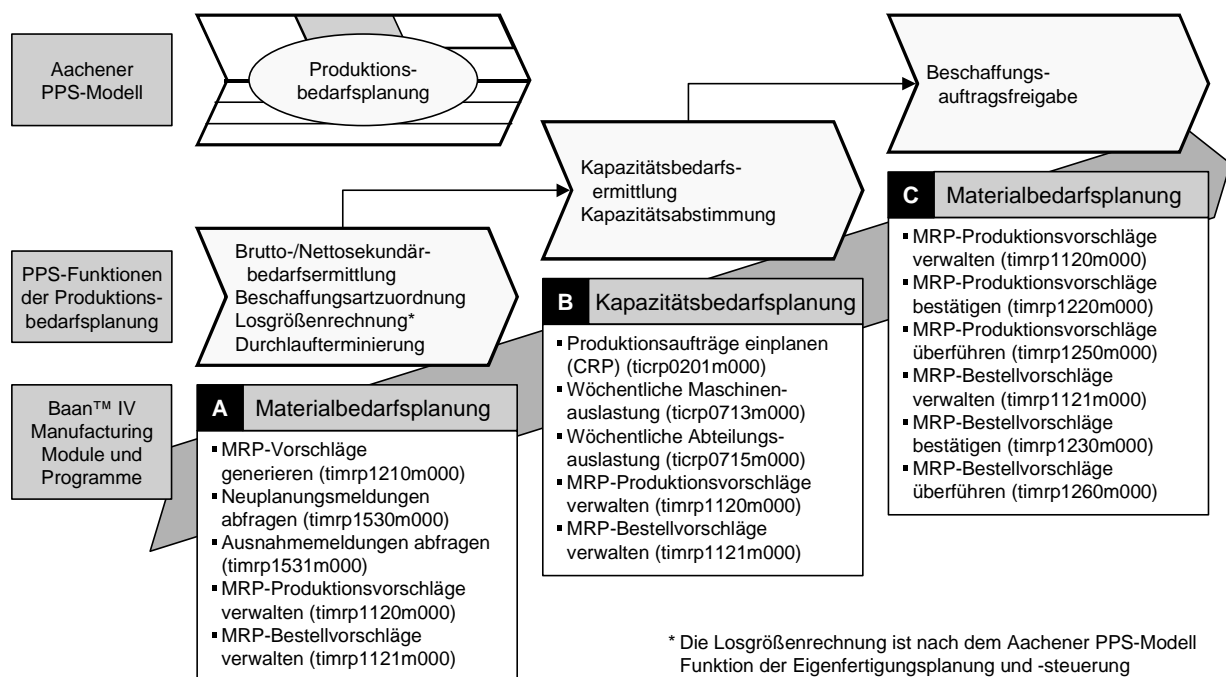 Aachener
PPS-Modell
Produktions-
bedarfsplanung
Beschaffungs-
auftragsfreigabe
Kapazitätsbedarfs-
ermittlung
Kapazitätsabstimmung
PPS-Funktionen
der Produktions-
bedarfsplanung
Brutto-/Nettosekundär-
bedarfsermittlung
Beschaffungsartzuordnung
Losgrößenrechnung*
Durchlaufterminierung
Baan™ IV
Manufacturing
Module und
Programme
A Materialbedarfsplanung
▪ MRP-Vorschläge
generieren (timrp1210m000)
▪ Neuplanungsmeldungen
abfragen (timrp1530m000)
▪ Ausnahmemeldungen abfragen
(timrp1531m000)
▪ MRP-Produktionsvorschläge
verwalten (timrp1120m000)
▪ MRP-Bestellvorschläge
verwalten (timrp1121m000)
B Kapazitätsbedarfsplanung
▪ Produktionsaufträge einplanen
(CRP) (ticrp0201m000)
▪ Wöchentliche Maschinen-
auslastung (ticrp0713m000)
▪ Wöchentliche Abteilungs-
auslastung (ticrp0715m000)
▪ MRP-Produktionsvorschläge
verwalten (timrp1120m000)
▪ MRP-Bestellvorschläge
verwalten (timrp1121m000)
C Materialbedarfsplanung
▪ MRP-Produktionsvorschläge
verwalten (timrp1120m000)
▪ MRP-Produktionsvorschläge
bestätigen (timrp1220m000)
▪ MRP-Produktionsvorschläge
überführen (timrp1250m000)
▪ MRP-Bestellvorschläge
verwalten (timrp1121m000)
▪ MRP-Bestellvorschläge
bestätigen (timrp1230m000)
▪ MRP-Bestellvorschläge
überführen (timrp1260m000)
* Die Losgrößenrechnung ist nach dem Aachener PPS-Modell
Funktion der Eigenfertigungsplanung und -steuerung